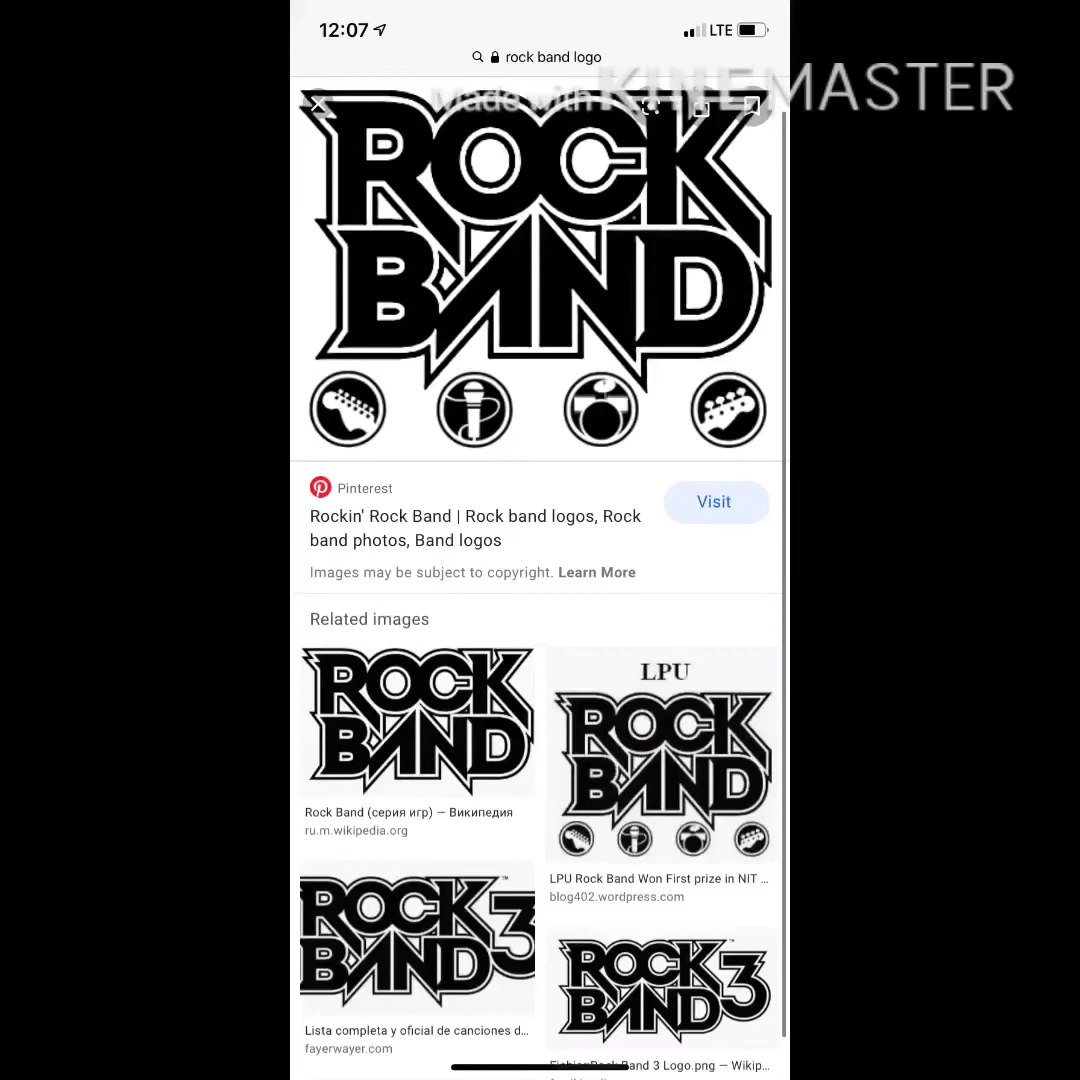 12:07
LTE
rock band logo
Made with KINEMASTER
ROCK
BAND
Pinterest
Visit
Rockin' Rock Band | Rock band logos, Rock
band photos, Band logos
Images may be subject to copyright. Learn More
Related images
ROCK
BAND
Rock Band (серия игр) — Википедия
ru.m.wikipedia.org
LPU
ROCK
BAND
LPU Rock Band Won First prize in NIT ...
blog402.wordpress.com
ROCK
BAND 3
™
Lista completa y oficial de canciones d...
fayerwayer.com
ROCK
BAND 3
™
Band 3 Logo.png — Wikip...